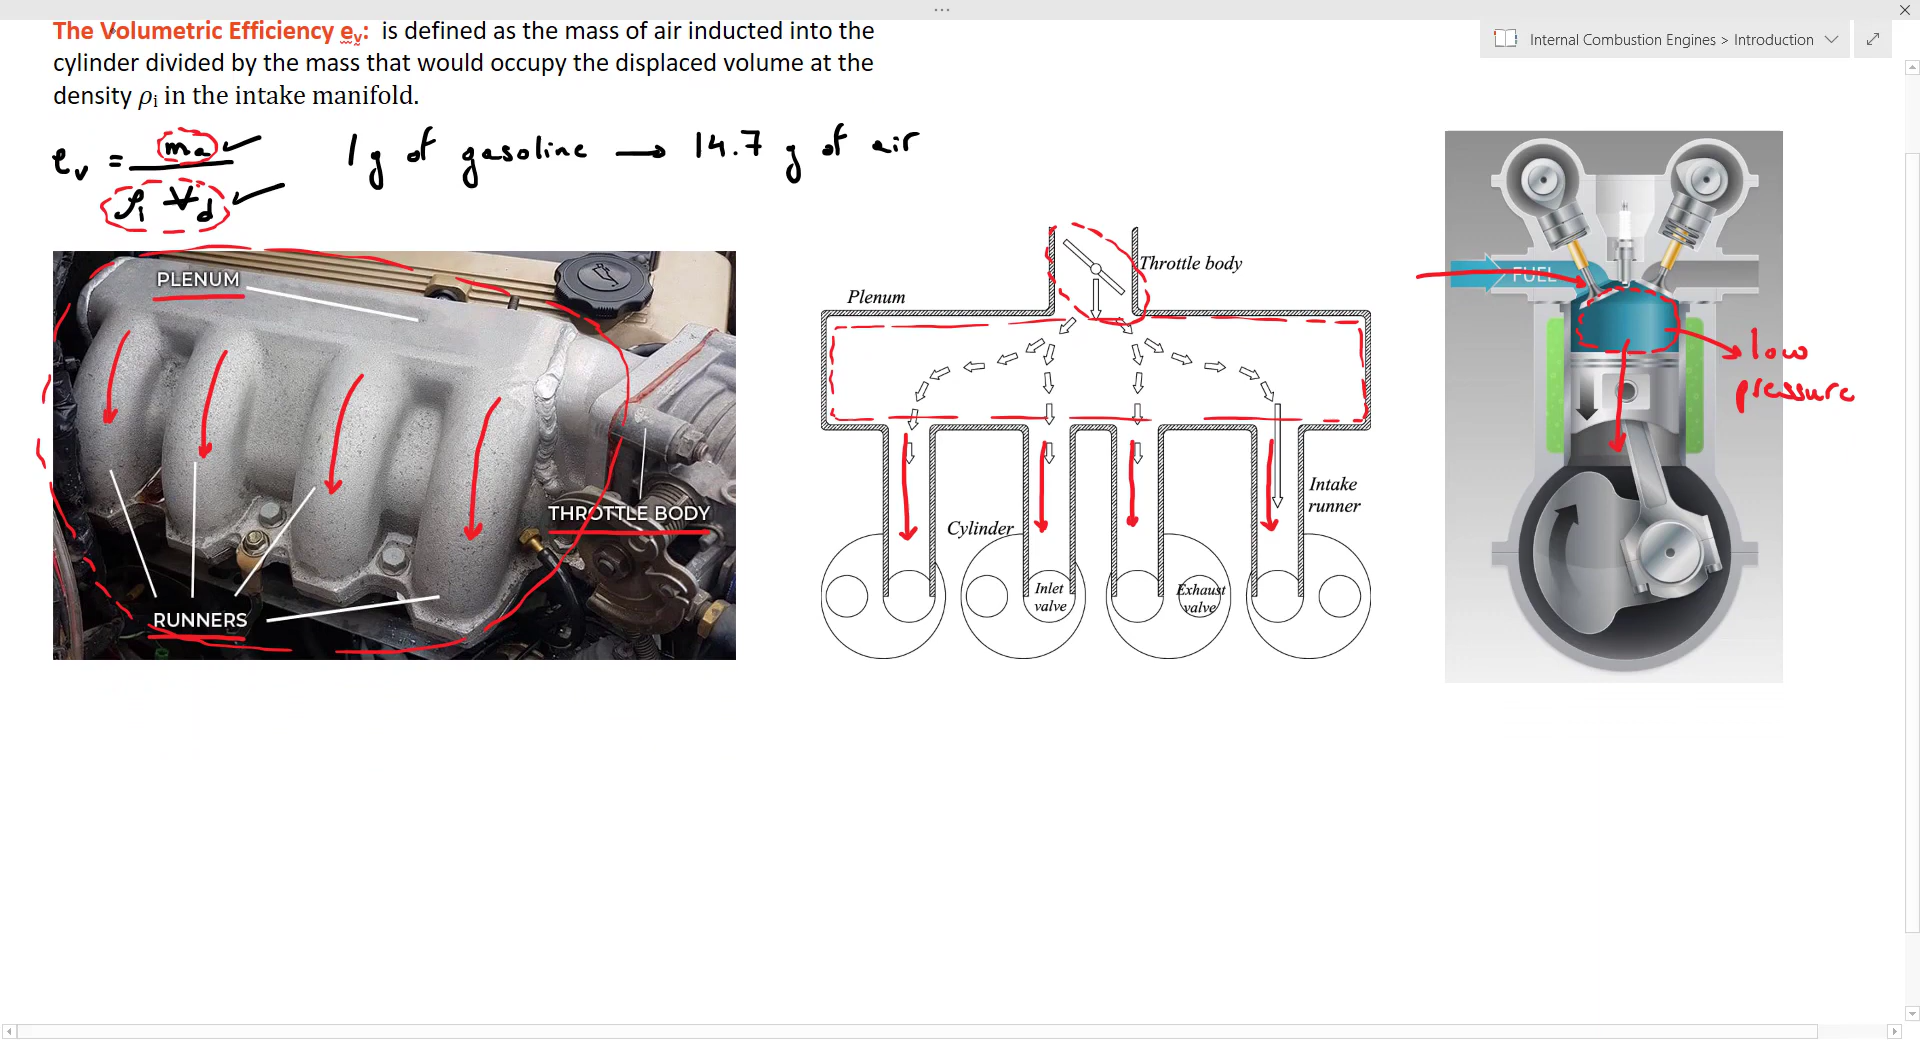 The Volumetric Efficiency ev: is defined as the mass of air inducted into the
cylinder divided by the mass that would occupy the displaced volume at the
density ρi in the intake manifold.
Internal Combustion Engines > Introduction
ev = ma / ρi Vd
1 g of gasoline → 14.7 g of air
PLENUM
THROTTLE BODY
RUNNERS
Throttle body
Plenum
Intake
runner
Cylinder
Inlet
valve
Exhaust
valve
FUEL
low
pressure